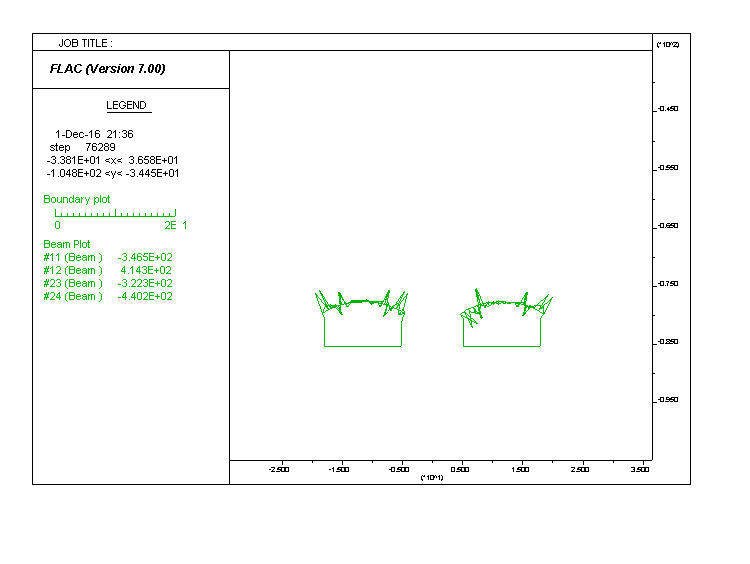 JOB TITLE :
(*10^2)
FLAC (Version 7.00)
LEGEND
1-Dec-16 21:36
step 76289
-3.381E+01 <x< 3.658E+01
-1.048E+02 <y< -3.445E+01
Boundary plot
0 2E 1
Beam Plot
#11 (Beam ) -3.465E+02
#12 (Beam ) 4.143E+02
#23 (Beam ) -3.223E+02
#24 (Beam ) -4.402E+02
-0.450
-0.550
-0.650
-0.750
-0.850
-0.950
-2.500 -1.500 -0.500 0.500 1.500 2.500 3.500
(*10^1)